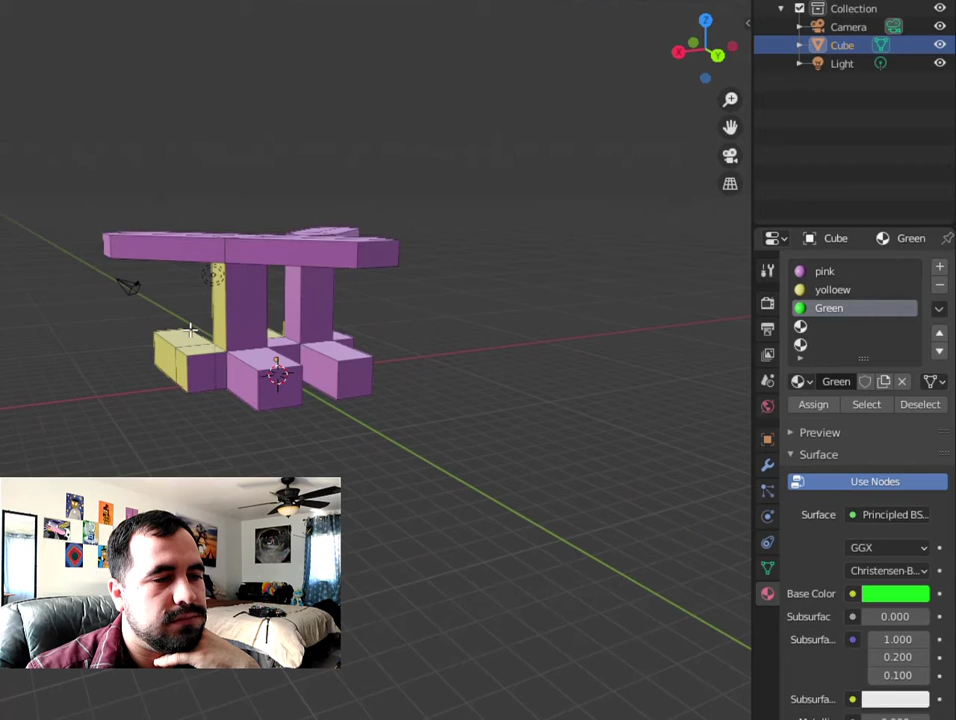 Z
X
Y
Collection
Camera
Cube
Light
Cube Green
pink
yolloew
Green
Green
Assign Select Deselect
Preview
Surface
Use Nodes
Surface Principled BS...
GGX
Christensen-B...
Base Color
Subsurfac 0.000
Subsurfa... 1.000
0.200
0.100
Subsurfa...